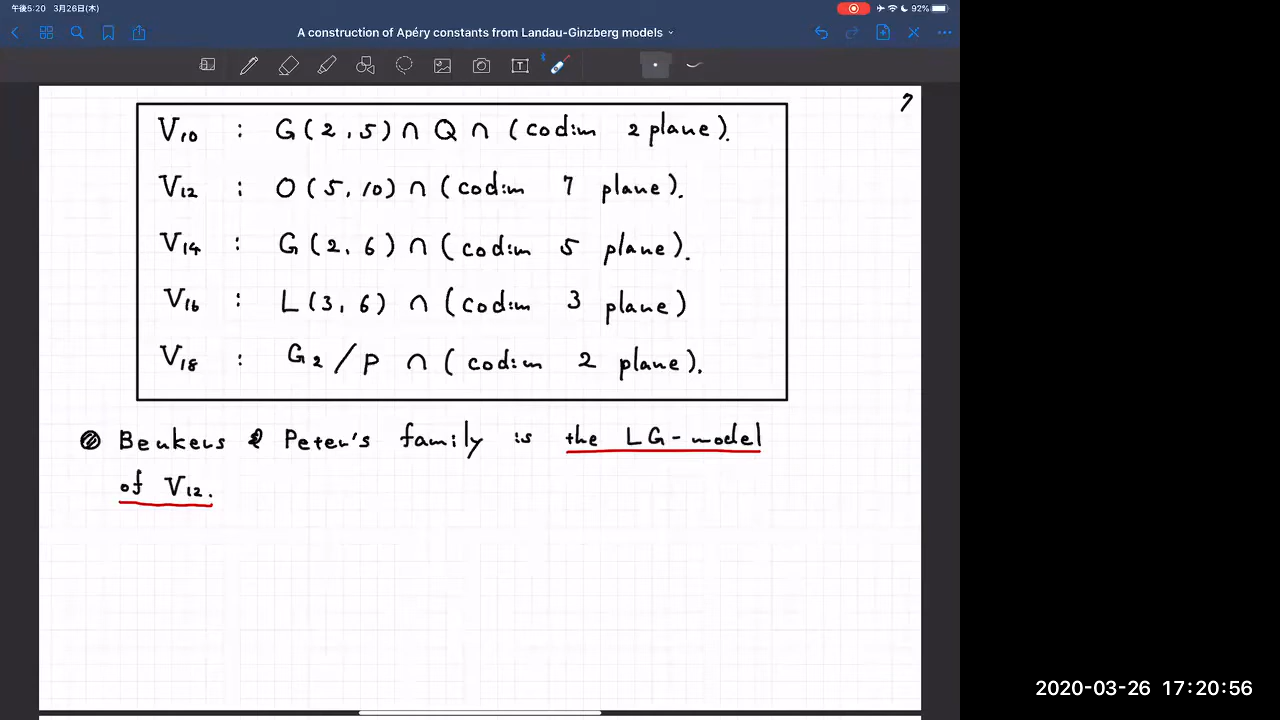 午後5:20 3月26日(木)
92%
A construction of Apéry constants from Landau-Ginzberg models
7
V10 : G(2,5) ∩ Q ∩ (codim 2 plane).
V12 : O(5,10) ∩ (codim 7 plane).
V14 : G(2,6) ∩ (codim 5 plane).
V16 : L(3,6) ∩ (codim 3 plane)
V18 : G2/P ∩ (codim 2 plane).
Beukers & Peter's family is the LG-model
of V12.
2020-03-26 17:20:56